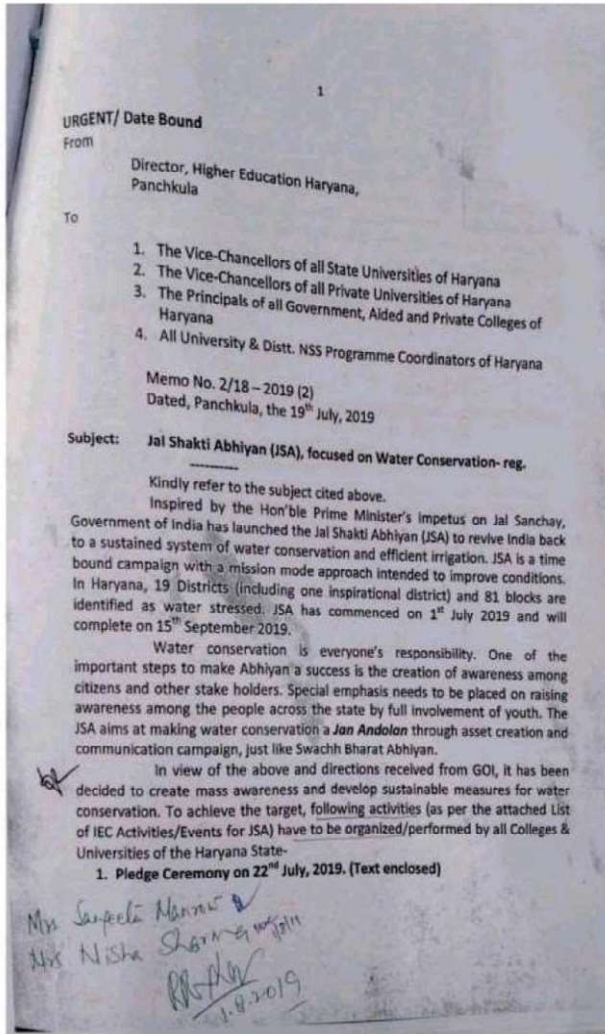 1
URGENT/ Date Bound
From
Director, Higher Education Haryana,
Panchkula
To
1. The Vice-Chancellors of all State Universities of Haryana
2. The Vice-Chancellors of all Private Universities of Haryana
3. The Principals of all Government, Aided and Private Colleges of
Haryana
4. All University & Distt. NSS Programme Coordinators of Haryana
Memo No. 2/18 – 2019 (2)
Dated, Panchkula, the 19th July, 2019
Subject: Jal Shakti Abhiyan (JSA), focused on Water Conservation- reg.
----------
Kindly refer to the subject cited above.
Inspired by the Hon'ble Prime Minister's impetus on Jal Sanchay,
Government of India has launched the Jal Shakti Abhiyan (JSA) to revive India back
to a sustained system of water conservation and efficient irrigation. JSA is a time
bound campaign with a mission mode approach intended to improve conditions.
In Haryana, 19 Districts (including one inspirational district) and 81 blocks are
identified as water stressed. JSA has commenced on 1st July 2019 and will
complete on 15th September 2019.
Water conservation is everyone's responsibility. One of the
important steps to make Abhiyan a success is the creation of awareness among
citizens and other stake holders. Special emphasis needs to be placed on raising
awareness among the people across the state by full involvement of youth. The
JSA aims at making water conservation a Jan Andolan through asset creation and
communication campaign, just like Swachh Bharat Abhiyan.
In view of the above and directions received from GOI, it has been
decided to create mass awareness and develop sustainable measures for water
conservation. To achieve the target, following activities (as per the attached List
of IEC Activities/Events for JSA) have to be organized/performed by all Colleges &
Universities of the Haryana State-
1. Pledge Ceremony on 22nd July, 2019. (Text enclosed)
Mrs Nisha Sharma
1.8.2019